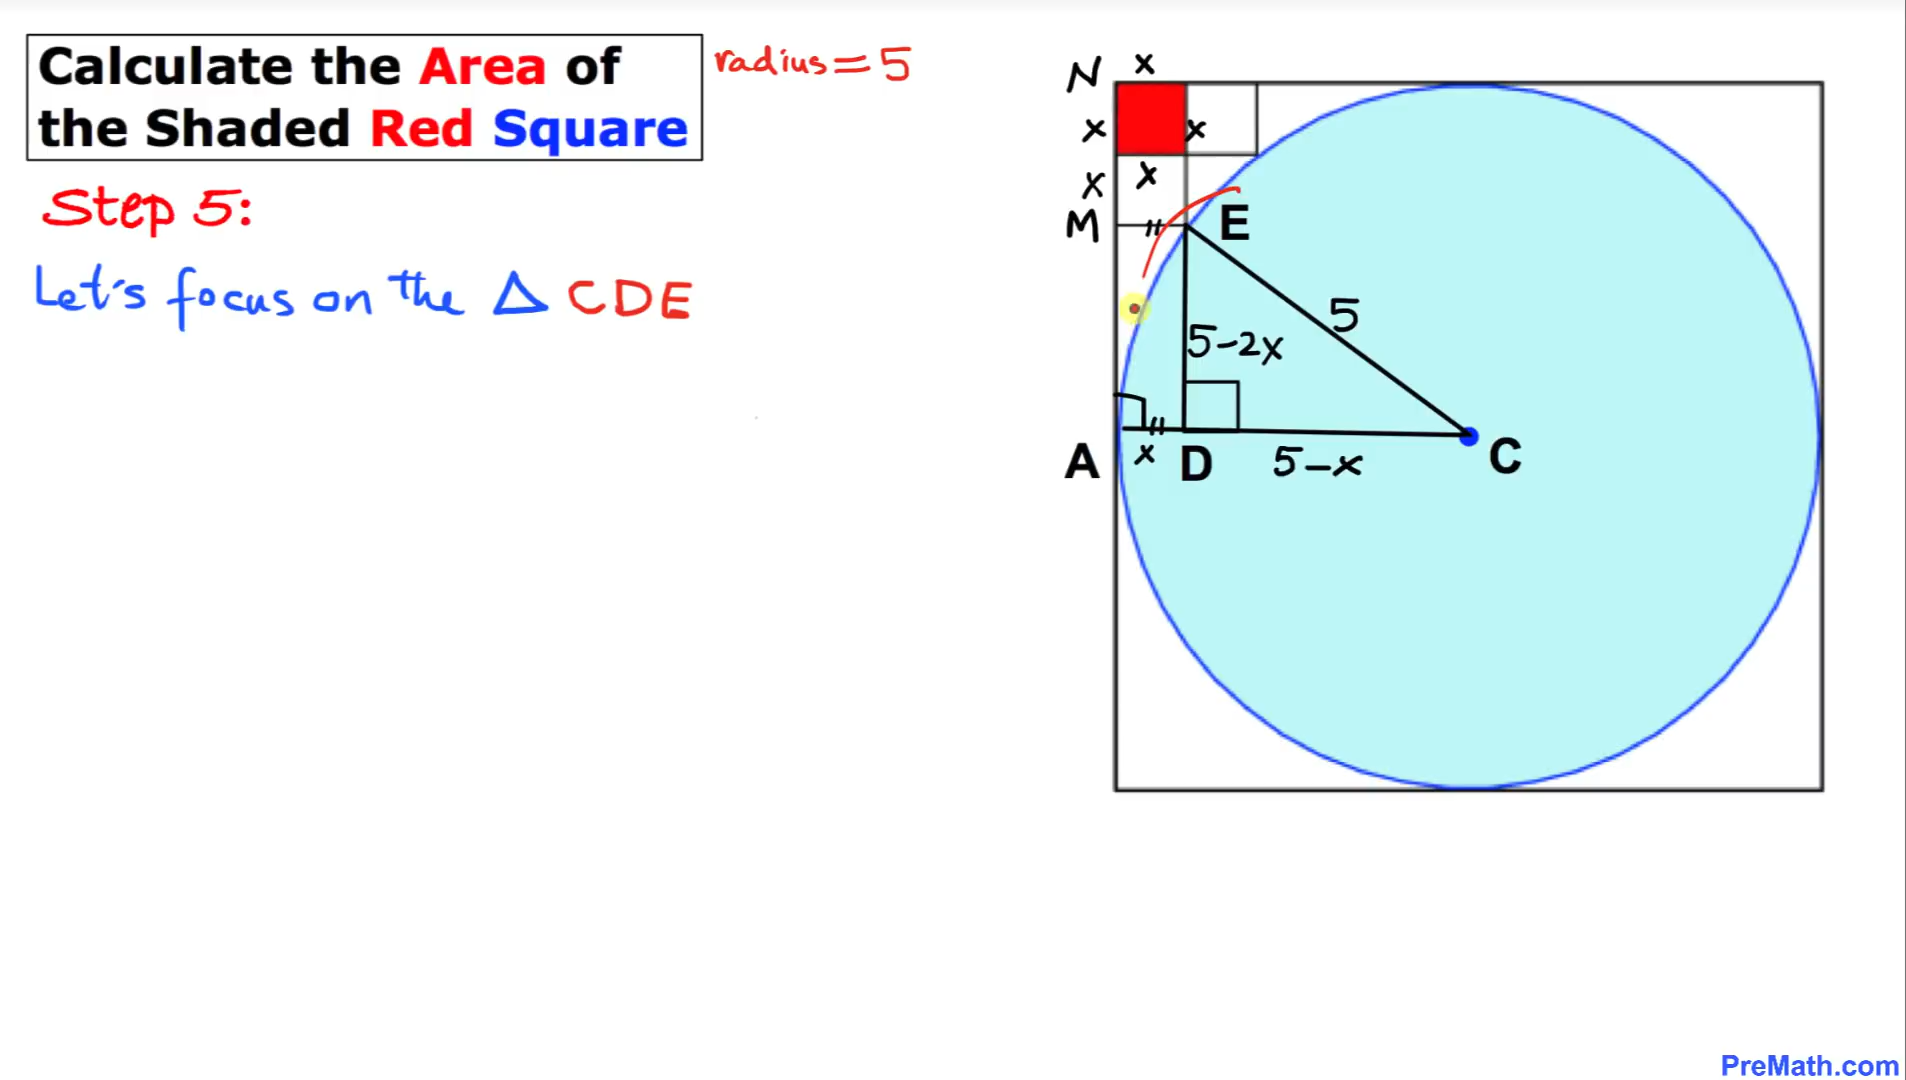 Calculate the Area of
the Shaded Red Square
radius = 5
Step 5:
Let's focus on the Δ CDE
N x
x x
x x
M E
5
5-2x
A x D 5-x C
PreMath.com